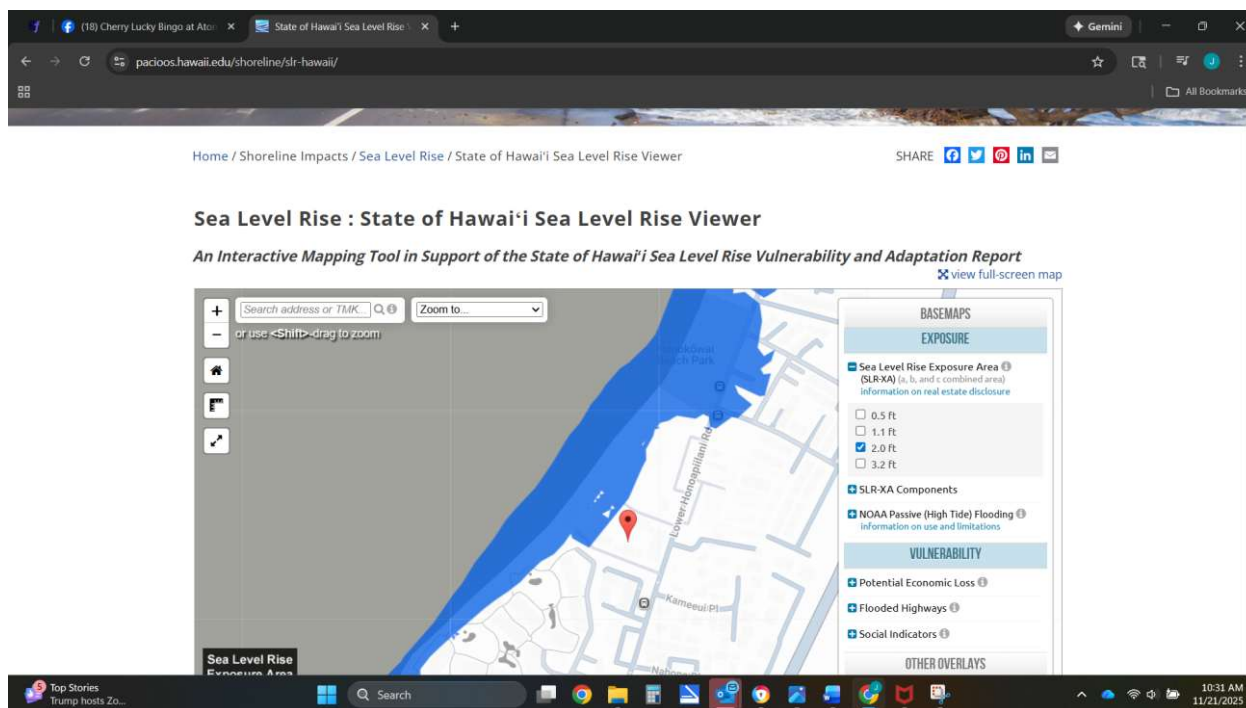 (18) Cherry Lucky Bingo at Aton
State of Hawai'i Sea Level Rise
Gemini
pacioos.hawaii.edu/shoreline/slr-hawaii/
All Bookmarks
Home / Shoreline Impacts / Sea Level Rise / State of Hawai'i Sea Level Rise Viewer
SHARE
Sea Level Rise : State of Hawaiʻi Sea Level Rise Viewer
An Interactive Mapping Tool in Support of the State of Hawaiʻi Sea Level Rise Vulnerability and Adaptation Report
view full-screen map
Search address or TMK...
Zoom to...
or use <Shift>-drag to zoom
Beach Park
Lower Honoapiilani Rd
Kameeui Pl
Sea Level Rise
Exposure Area
BASEMAPS
EXPOSURE
Sea Level Rise Exposure Area
(SLR-XA) (a, b, and c combined area)
information on real estate disclosure
0.5 ft
1.1 ft
2.0 ft
3.2 ft
SLR-XA Components
NOAA Passive (High Tide) Flooding
information on use and limitations
VULNERABILITY
Potential Economic Loss
Flooded Highways
Social Indicators
OTHER OVERLAYS
5
Top Stories
Trump hosts Zo...
Search
10:31 AM
11/21/2025